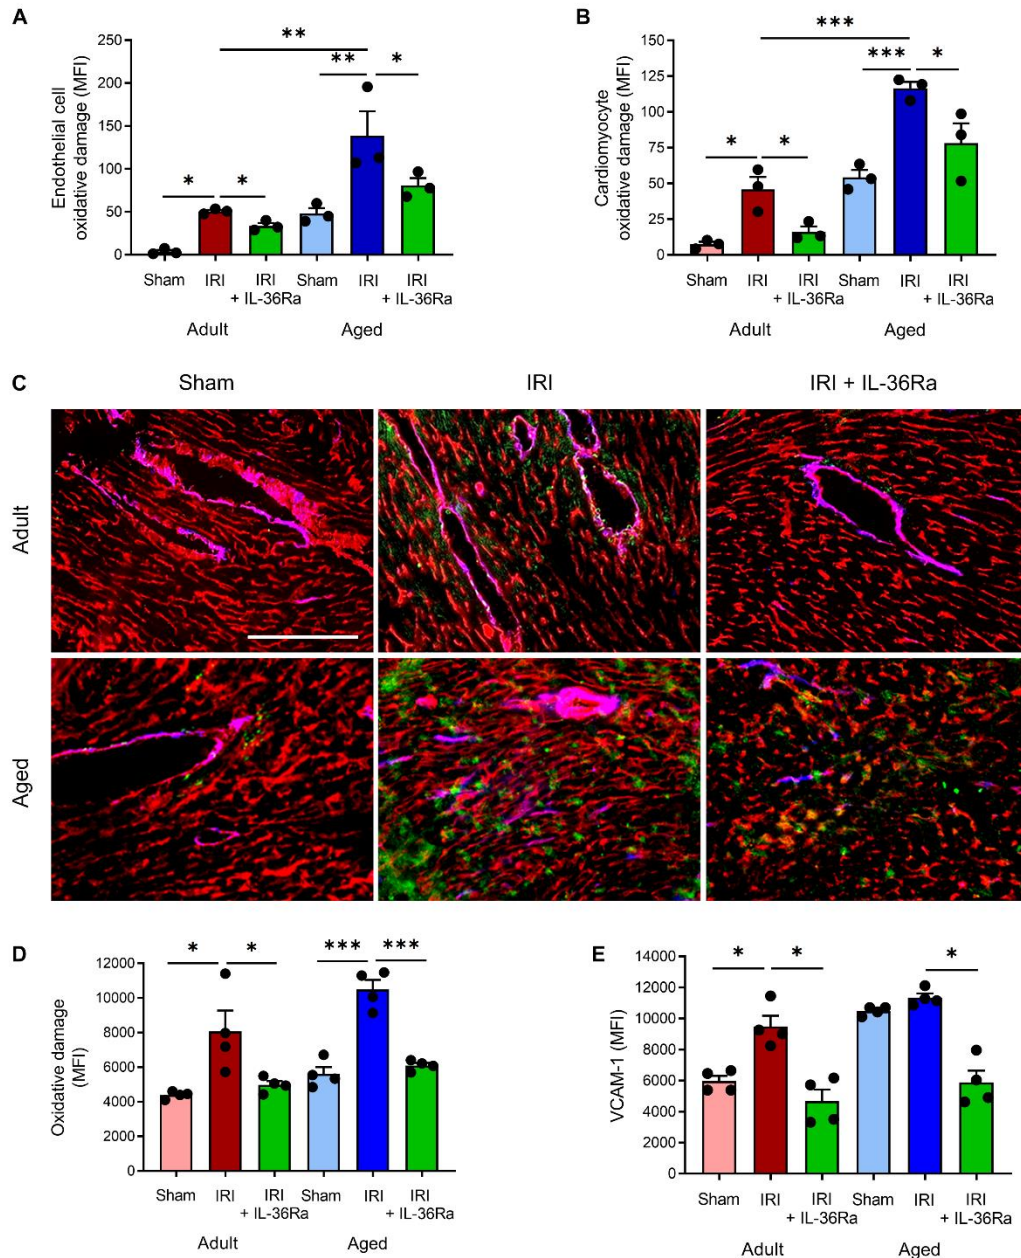 A
Endothelial cell
oxidative damage (MFI)
250
200
150
100
50
0
**
** *
* *
Sham IRI IRI Sham IRI IRI
+ IL-36Ra + IL-36Ra
Adult Aged
B
Cardiomyocyte
oxidative damage (MFI)
150
125
100
75
50
25
0
***
*** *
* *
Sham IRI IRI Sham IRI IRI
+ IL-36Ra + IL-36Ra
Adult Aged
C
Sham IRI IRI + IL-36Ra
Adult
Aged
D
Oxidative damage
(MFI)
12000
10000
8000
6000
4000
2000
0
* * *** ***
Sham IRI IRI Sham IRI IRI
+ IL-36Ra + IL-36Ra
Adult Aged
E
VCAM-1 (MFI)
14000
12000
10000
8000
6000
4000
2000
0
* * *
Sham IRI IRI Sham IRI IRI
+ IL-36Ra + IL-36Ra
Adult Aged